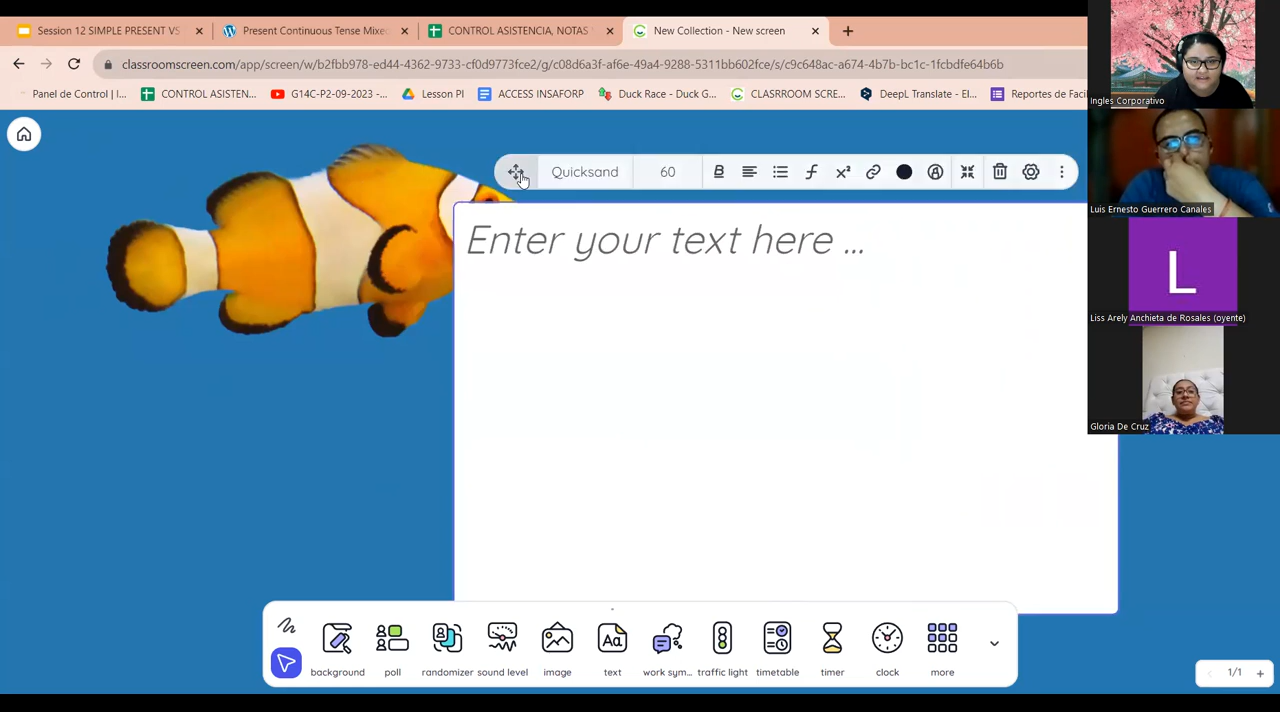 Session 12 SIMPLE PRESENT VS
Present Continuous Tense Mixe
CONTROL ASISTENCIA, NOTAS
New Collection - New screen
classroomscreen.com/app/screen/w/b2fbb978-ed44-4362-9733-cf0d9773fce2/g/c08d6a3f-af6e-49a4-9288-5311bb602fce/s/c9c648ac-a674-4b7b-bc1c-1fcbdfe64b6b
Panel de Control | I...
CONTROL ASISTEN...
G14C-P2-09-2023 -...
Lesson Pl
ACCESS INSAFORP
Duck Race - Duck G...
CLASRROOM SCRE...
DeepL Translate - El...
Reportes de Facil
Ingles Corporativo
Quicksand
60
B
Luis Ernesto Guerrero Canales
Enter your text here ...
L
Liss Arely Anchieta de Rosales (oyente)
Gloria De Cruz
Aa
background
poll
randomizer
sound level
image
text
work sym...
traffic light
timetable
timer
clock
more
1/1